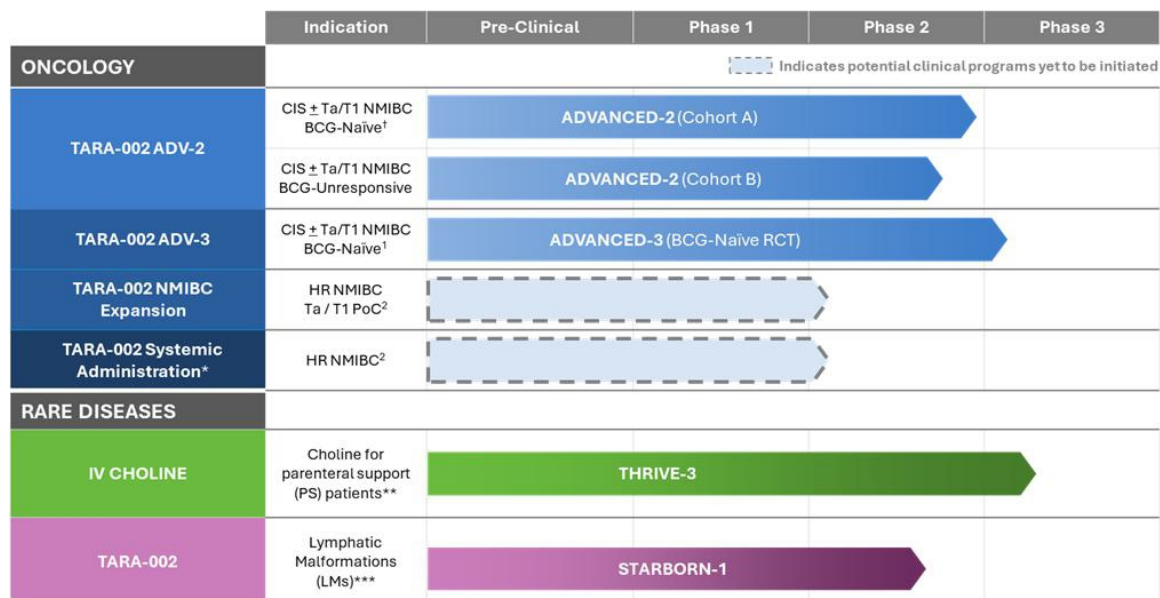 Indication Pre-Clinical Phase 1 Phase 2 Phase 3
ONCOLOGY
Indicates potential clinical programs yet to be initiated
TARA-002 ADV-2
CIS ± Ta/T1 NMIBC
BCG-Naïve†
ADVANCED-2 (Cohort A)
CIS ± Ta/T1 NMIBC
BCG-Unresponsive
ADVANCED-2 (Cohort B)
TARA-002 ADV-3
CIS ± Ta/T1 NMIBC
BCG-Naïve¹
ADVANCED-3 (BCG-Naïve RCT)
TARA-002 NMIBC
Expansion
HR NMIBC
Ta / T1 PoC²
TARA-002 Systemic
Administration*
HR NMIBC²
RARE DISEASES
IV CHOLINE
Choline for
parenteral support
(PS) patients**
THRIVE-3
TARA-002
Lymphatic
Malformations
(LMs)***
STARBORN-1